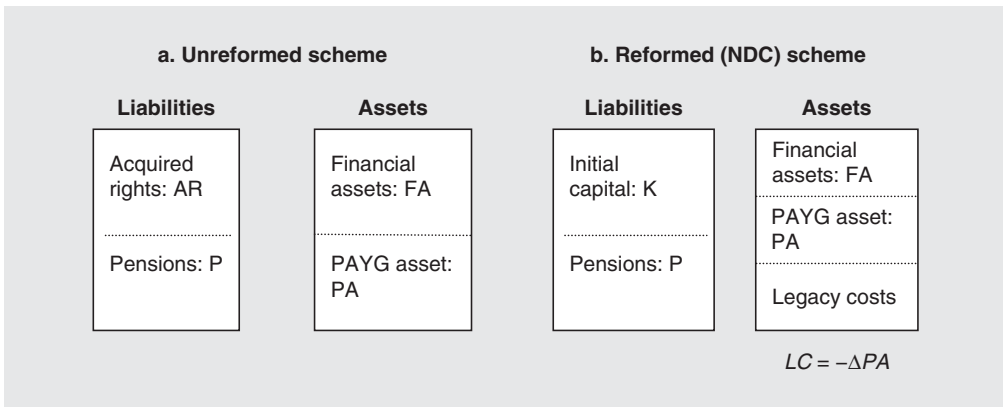 a. Unreformed scheme
Liabilities
Assets
Acquired
rights: AR
Pensions: P
Financial
assets: FA
PAYG asset:
PA
b. Reformed (NDC) scheme
Liabilities
Assets
Initial
capital: K
Pensions: P
Financial
assets: FA
PAYG asset:
PA
Legacy costs
LC = −ΔPA